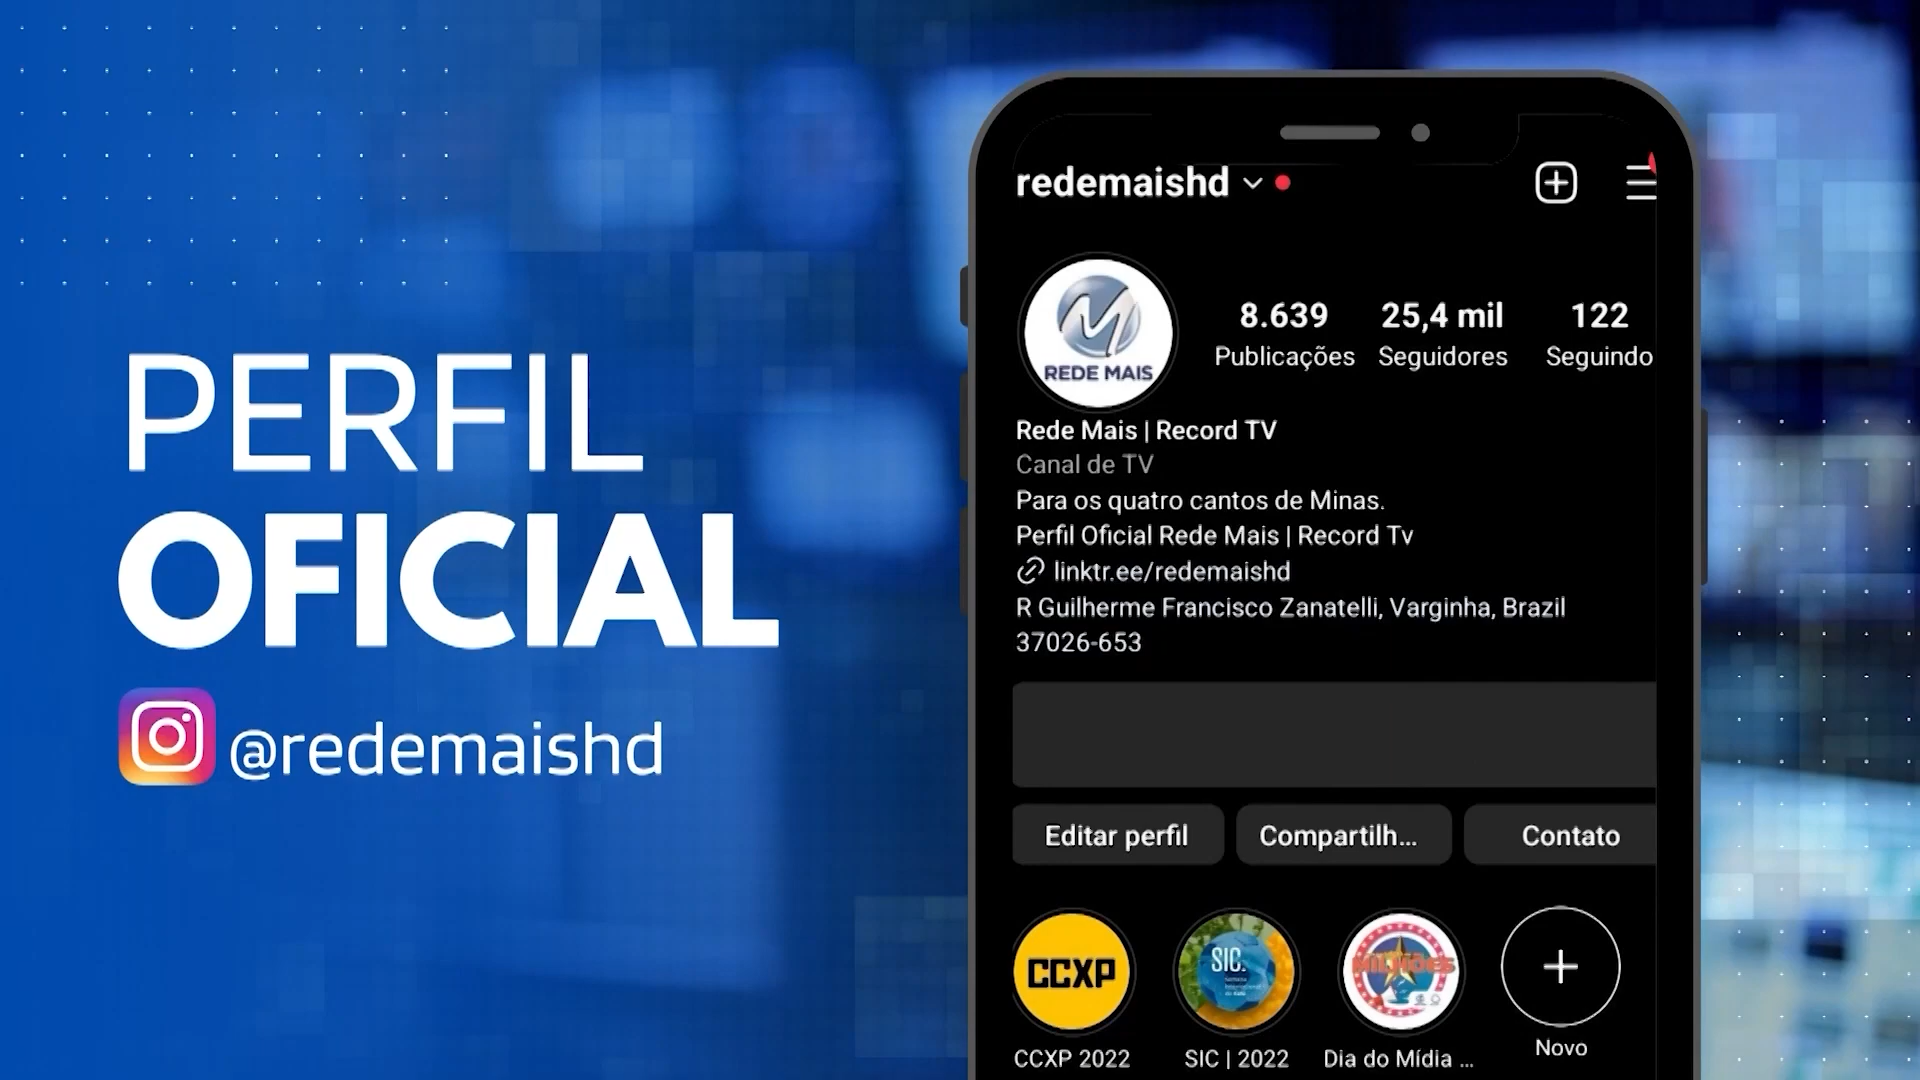 PERFIL
OFICIAL
@redemaishd
redemaishd
REDE MAIS
8.639
Publicações
25,4 mil
Seguidores
122
Seguindo
Rede Mais | Record TV
Canal de TV
Para os quatro cantos de Minas.
Perfil Oficial Rede Mais | Record Tv
linktr.ee/redemaishd
R Guilherme Francisco Zanatelli, Varginha, Brazil
37026-653
Editar perfil
Compartilh...
Contato
CCXP
SIC.
MILHÕES
CCXP 2022
SIC | 2022
Dia do Mídia ...
Novo